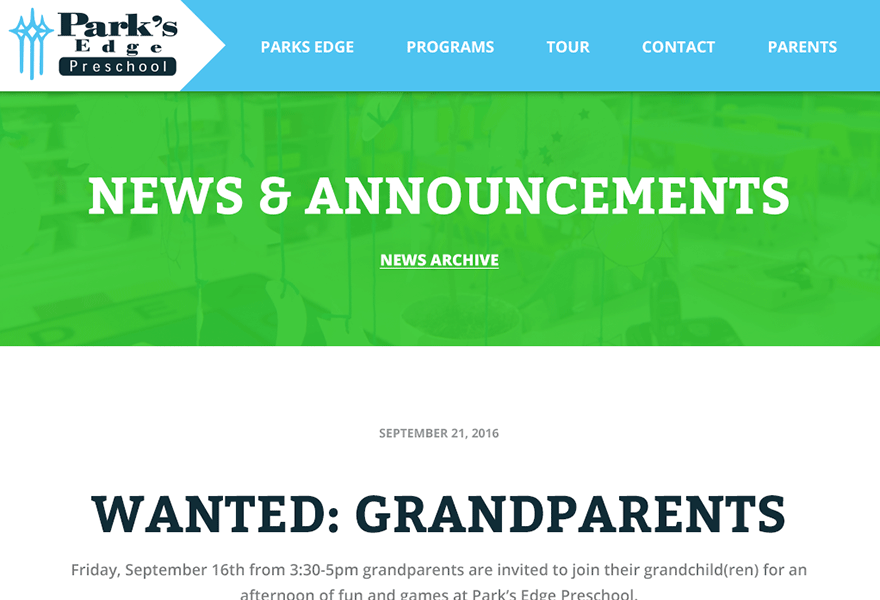 Park's
Edge
Preschool
PARKS EDGE PROGRAMS TOUR CONTACT PARENTS
NEWS & ANNOUNCEMENTS
NEWS ARCHIVE
SEPTEMBER 21, 2016
WANTED: GRANDPARENTS
Friday, September 16th from 3:30-5pm grandparents are invited to join their grandchild(ren) for an
afternoon of fun and games at Park's Edge Preschool.